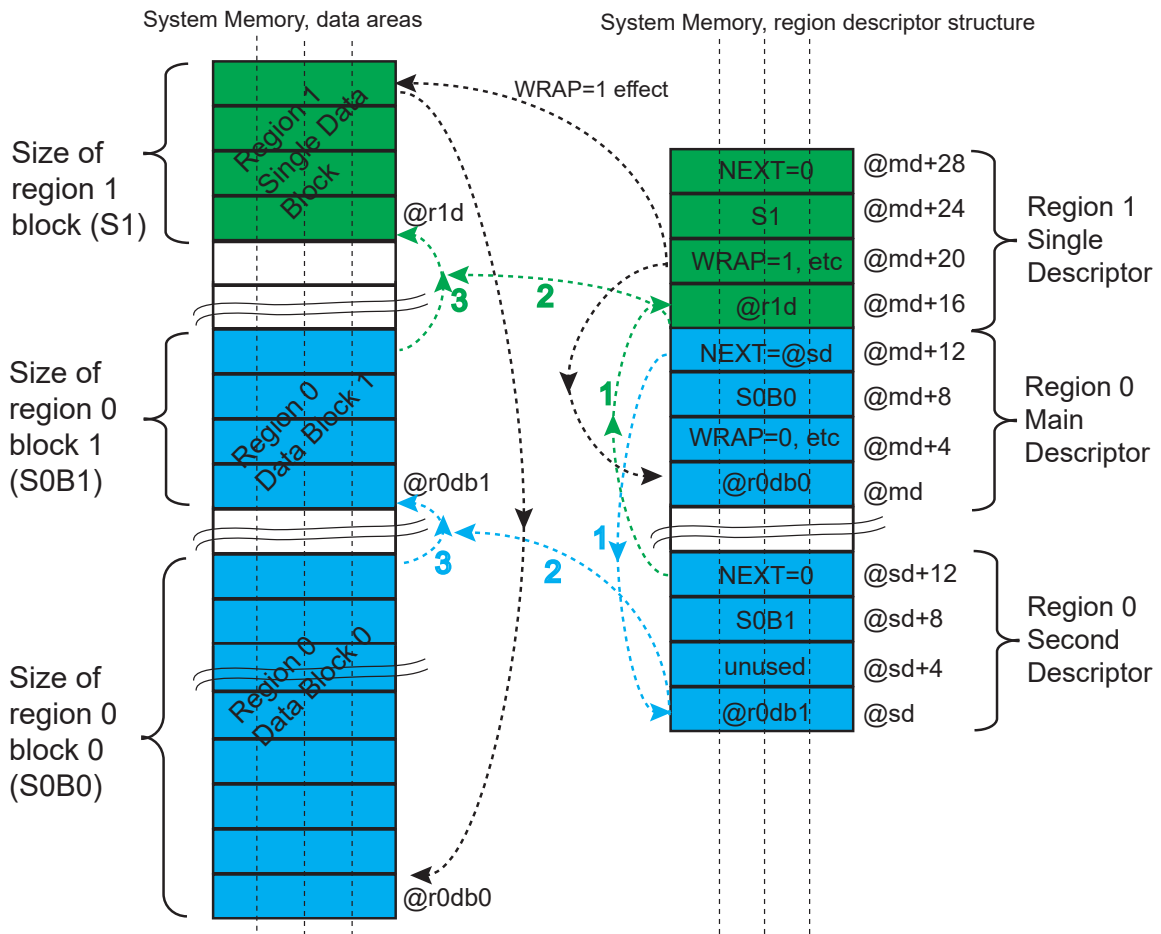 System Memory, data areas
System Memory, region descriptor structure
WRAP=1 effect
Size of
region 1
block (S1)
Region 1
Single Data
Block
@r1d
Size of
region 0
block 1
(S0B1)
Region 0
Data Block 1
@r0db1
Size of
region 0
block 0
(S0B0)
Region 0
Data Block 0
@r0db0
3
2
1
3
2
1
NEXT=0
@md+28
S1
@md+24
WRAP=1, etc
@md+20
@r1d
@md+16
Region 1
Single
Descriptor
NEXT=@sd
@md+12
S0B0
@md+8
WRAP=0, etc
@md+4
@r0db0
@md
Region 0
Main
Descriptor
NEXT=0
@sd+12
S0B1
@sd+8
unused
@sd+4
@r0db1
@sd
Region 0
Second
Descriptor